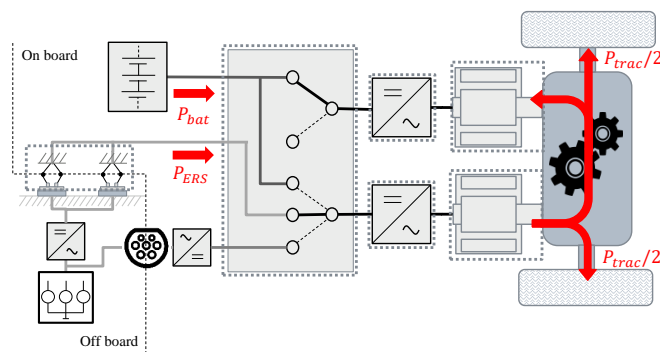 On board
P_bat
P_ERS
P_trac/2
P_trac/2
Off board